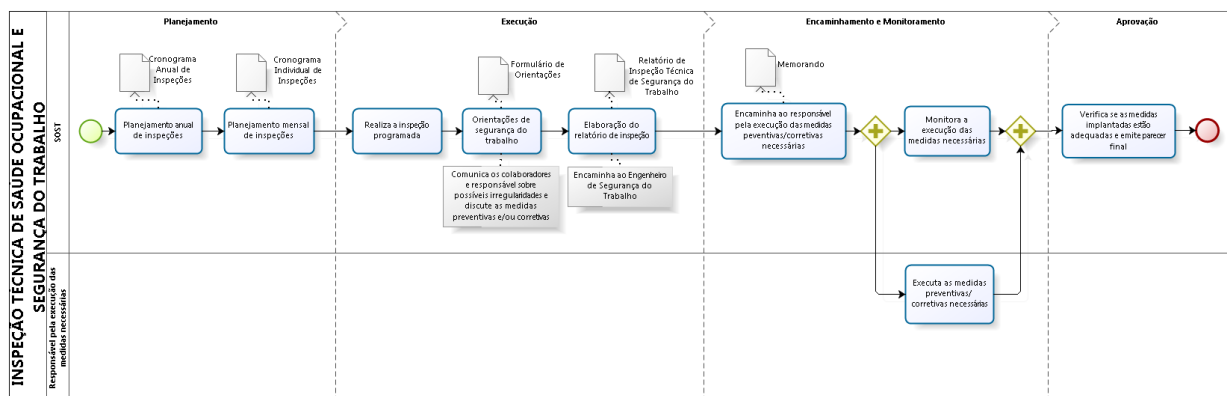 INSPEÇÃO TÉCNICA DE SAÚDE OCUPACIONAL E
SEGURANÇA DO TRABALHO
Planejamento
Execução
Encaminhamento e Monitoramento
Aprovação
SOST
Cronograma
Anual de
Inspeções
Cronograma
Individual de
Inspeções
Formulário de
Orientações
Relatório de
Inspeção Técnica
de Segurança do
Trabalho
Memorando
Planejamento anual
de inspeções
Planejamento mensal
de inspeções
Realiza a inspeção
programada
Orientações de
segurança do
trabalho
Elaboração do
relatório de inspeção
Encaminha ao responsável
pela execução das medidas
preventivas/corretivas
necessárias
Monitora a
execução das
medidas necessárias
Verifica se as medidas
implantadas estão
adequadas e emite parecer
final
Comunica os colaboradores
e responsável sobre
possíveis irregularidades e
discute as medidas
preventivas e/ou corretivas
Encaminha ao Engenheiro
de Segurança do
Trabalho
Responsável pela execução das
medidas necessárias
Executa as medidas
preventivas/
corretivas necessárias